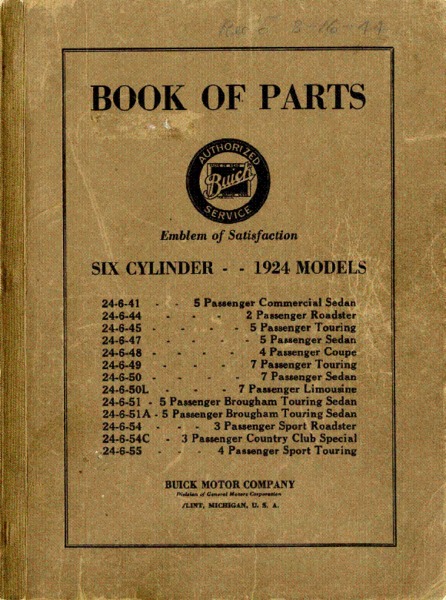 Rec'd 8-16-44
BOOK OF PARTS
AUTHORIZED
Buick
SERVICE
Emblem of Satisfaction
SIX CYLINDER - - 1924 MODELS
24-6-41 - - 5 Passenger Commercial Sedan
24-6-44 - - - 2 Passenger Roadster
24-6-45 - - - - 5 Passenger Touring
24-6-47 - - - - 5 Passenger Sedan
24-6-48 - - - - 4 Passenger Coupe
24-6-49 - - - - 7 Passenger Touring
24-6-50 - - - - 7 Passenger Sedan
24-6-50L - - - 7 Passenger Limousine
24-6-51 - 5 Passenger Brougham Touring Sedan
24-6-51A - 5 Passenger Brougham Touring Sedan
24-6-54 - - - 3 Passenger Sport Roadster
24-6-54C - 3 Passenger Country Club Special
24-6-55 - - 4 Passenger Sport Touring
BUICK MOTOR COMPANY
Division of General Motors Corporation
FLINT, MICHIGAN, U. S. A.